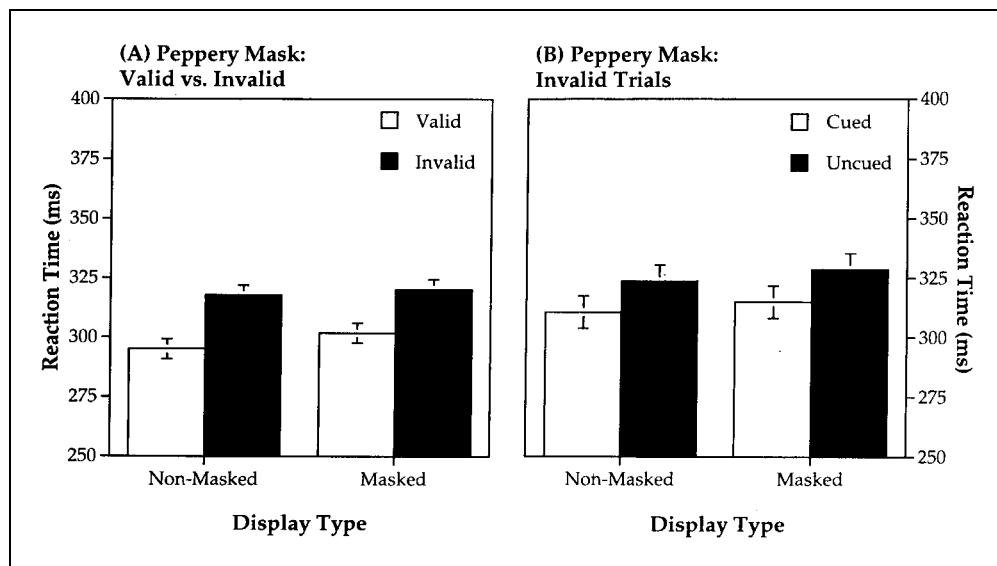 (A) Peppery Mask:
Valid vs. Invalid
400
375
350
325
300
275
250
Reaction Time (ms)
Valid
Invalid
Non-Masked
Masked
Display Type
(B) Peppery Mask:
Invalid Trials
Cued
Uncued
400
375
350
325
300
275
250
Reaction Time (ms)
Non-Masked
Masked
Display Type